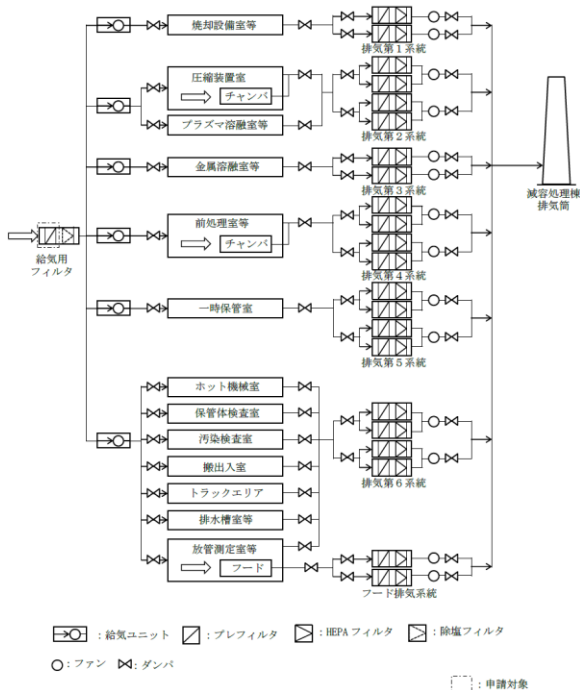 焼却設備室等
排気第1系統
圧縮装置室
チャンバ
プラズマ溶融室等
排気第2系統
金属溶融室等
排気第3系統
減容処理棟
排気筒
前処理室等
チャンバ
排気第4系統
給気用
フィルタ
一時保管室
排気第5系統
ホット機械室
保管体検査室
汚染検査室
搬出入室
トラックエリア
排水槽室等
排気第6系統
放管測定室等
フード
フード排気系統
：給気ユニット ：プレフィルタ ：HEPAフィルタ ：除塩フィルタ
：ファン ：ダンパ
：申請対象